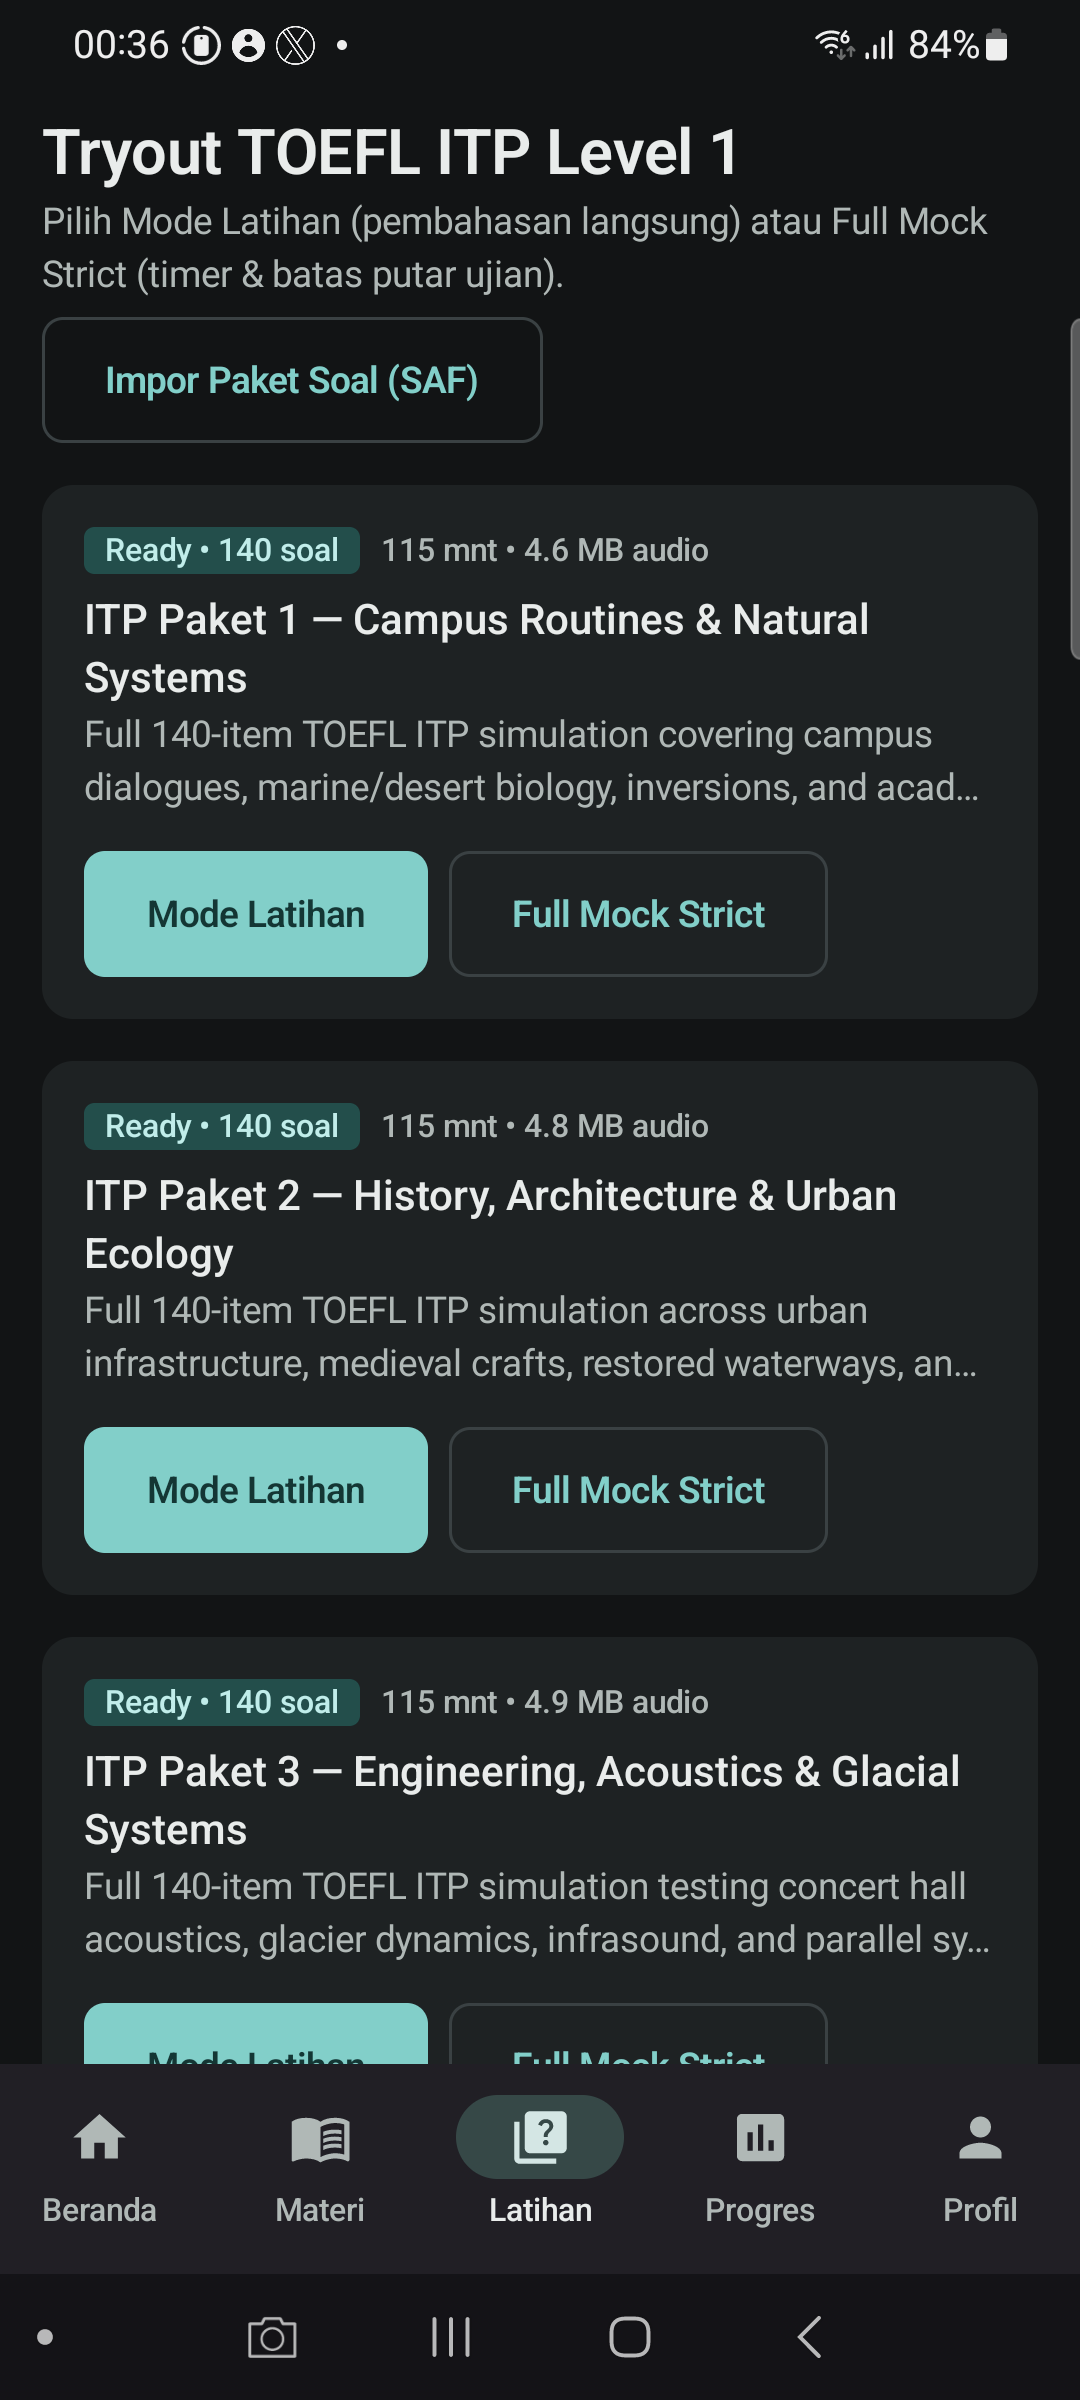 00:36
84%
Tryout TOEFL ITP Level 1
Pilih Mode Latihan (pembahasan langsung) atau Full Mock
Strict (timer & batas putar ujian).
Impor Paket Soal (SAF)
Ready • 140 soal 115 mnt • 4.6 MB audio
ITP Paket 1 — Campus Routines & Natural
Systems
Full 140-item TOEFL ITP simulation covering campus
dialogues, marine/desert biology, inversions, and acad...
Mode Latihan Full Mock Strict
Ready • 140 soal 115 mnt • 4.8 MB audio
ITP Paket 2 — History, Architecture & Urban
Ecology
Full 140-item TOEFL ITP simulation across urban
infrastructure, medieval crafts, restored waterways, an...
Mode Latihan Full Mock Strict
Ready • 140 soal 115 mnt • 4.9 MB audio
ITP Paket 3 — Engineering, Acoustics & Glacial
Systems
Full 140-item TOEFL ITP simulation testing concert hall
acoustics, glacier dynamics, infrasound, and parallel sy...
Mode Latihan Full Mock Strict
Beranda Materi Latihan Progres Profil